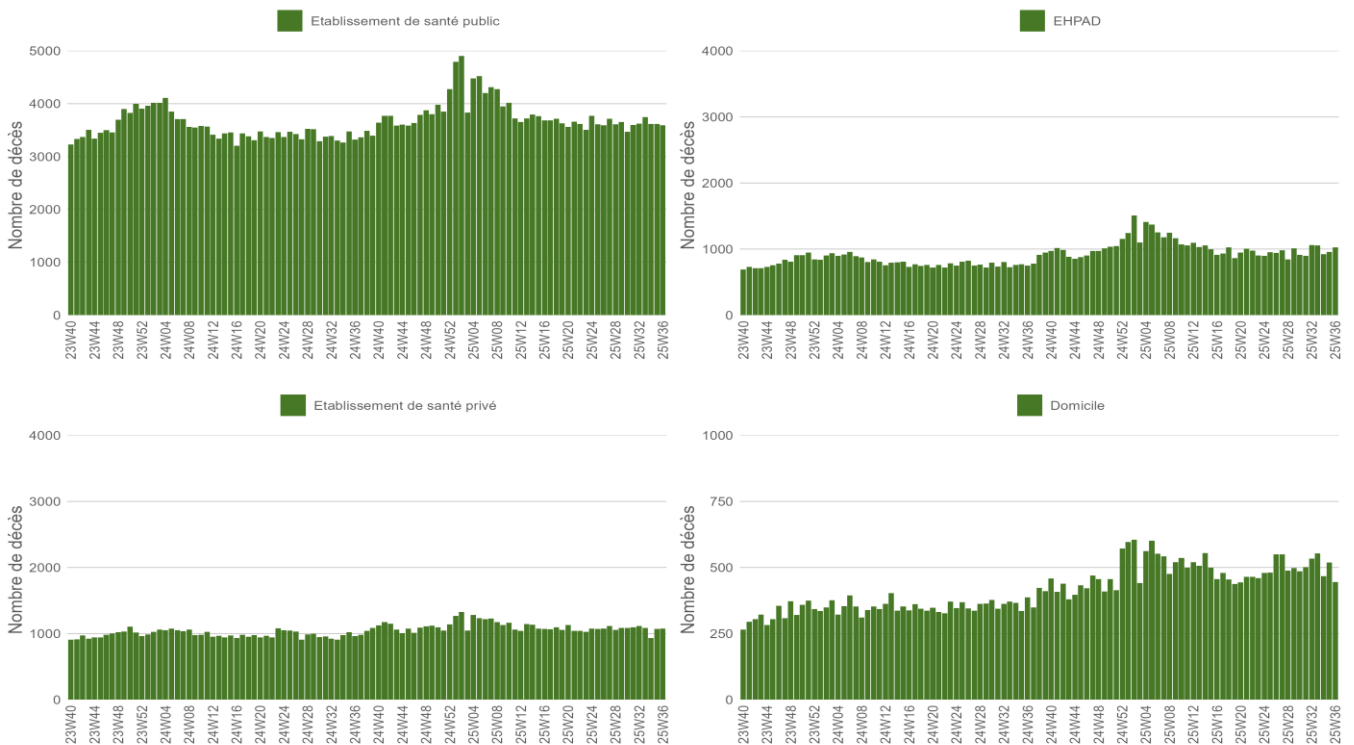 Etablissement de santé public
Nombre de décès
5000
4000
3000
2000
1000
0
23W40 23W44 23W48 23W52 24W04 24W08 24W12 24W16 24W20 24W24 24W28 24W32 24W36 24W40 24W44 24W48 24W52 25W04 25W08 25W12 25W16 25W20 25W24 25W28 25W32 25W36
EHPAD
Nombre de décès
4000
3000
2000
1000
0
23W40 23W44 23W48 23W52 24W04 24W08 24W12 24W16 24W20 24W24 24W28 24W32 24W36 24W40 24W44 24W48 24W52 25W04 25W08 25W12 25W16 25W20 25W24 25W28 25W32 25W36
Etablissement de santé privé
Nombre de décès
4000
3000
2000
1000
0
23W40 23W44 23W48 23W52 24W04 24W08 24W12 24W16 24W20 24W24 24W28 24W32 24W36 24W40 24W44 24W48 24W52 25W04 25W08 25W12 25W16 25W20 25W24 25W28 25W32 25W36
Domicile
Nombre de décès
1000
750
500
250
0
23W40 23W44 23W48 23W52 24W04 24W08 24W12 24W16 24W20 24W24 24W28 24W32 24W36 24W40 24W44 24W48 24W52 25W04 25W08 25W12 25W16 25W20 25W24 25W28 25W32 25W36